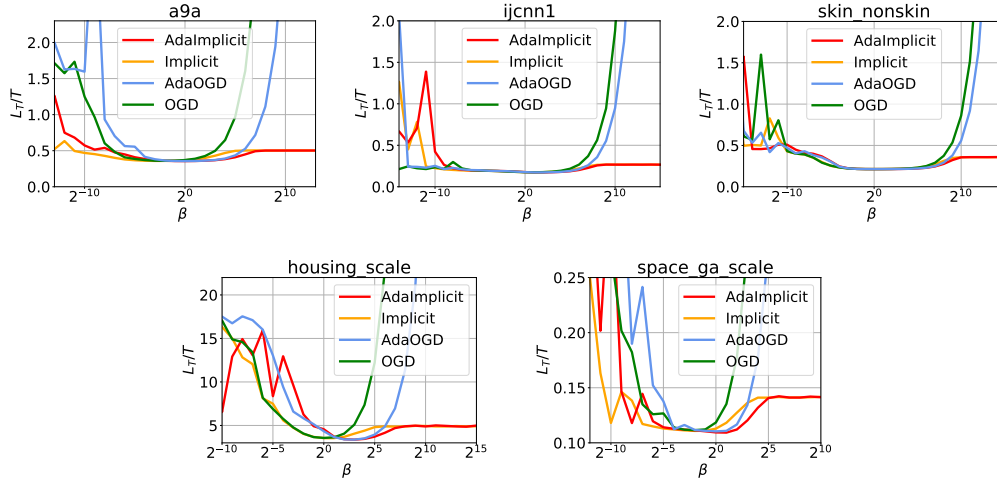 a9a
2.0
1.5
1.0
0.5
0.0
L_T/T
AdaImplicit
Implicit
AdaOGD
OGD
2^−10 2^0 2^10
β
ijcnn1
2.0
1.5
1.0
0.5
0.0
L_T/T
AdaImplicit
Implicit
AdaOGD
OGD
2^−10 2^0 2^10
β
skin_nonskin
2.0
1.5
1.0
0.5
0.0
L_T/T
AdaImplicit
Implicit
AdaOGD
OGD
2^−10 2^0 2^10
β
housing_scale
20
15
10
5
L_T/T
AdaImplicit
Implicit
AdaOGD
OGD
2^−10 2^−5 2^0 2^5 2^10 2^15
β
space_ga_scale
0.25
0.20
0.15
0.10
L_T/T
AdaImplicit
Implicit
AdaOGD
OGD
2^−10 2^−5 2^0 2^5 2^10
β